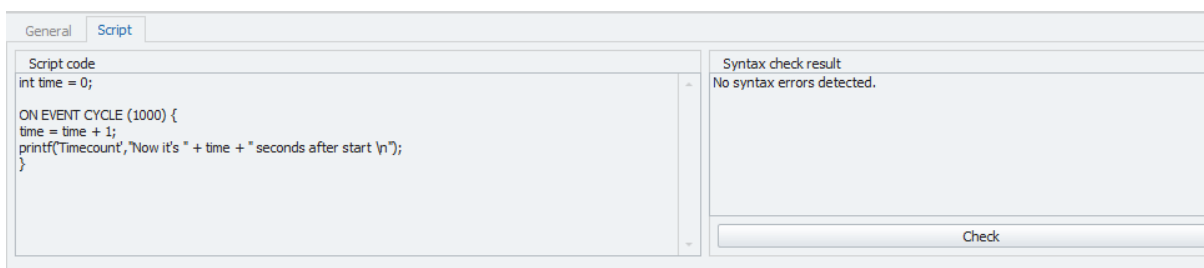 General Script
Script code
int time = 0;
ON EVENT CYCLE (1000) {
time = time + 1;
printf('Timecount',"Now it's " + time + " seconds after start \n");
}
Syntax check result
No syntax errors detected.
Check